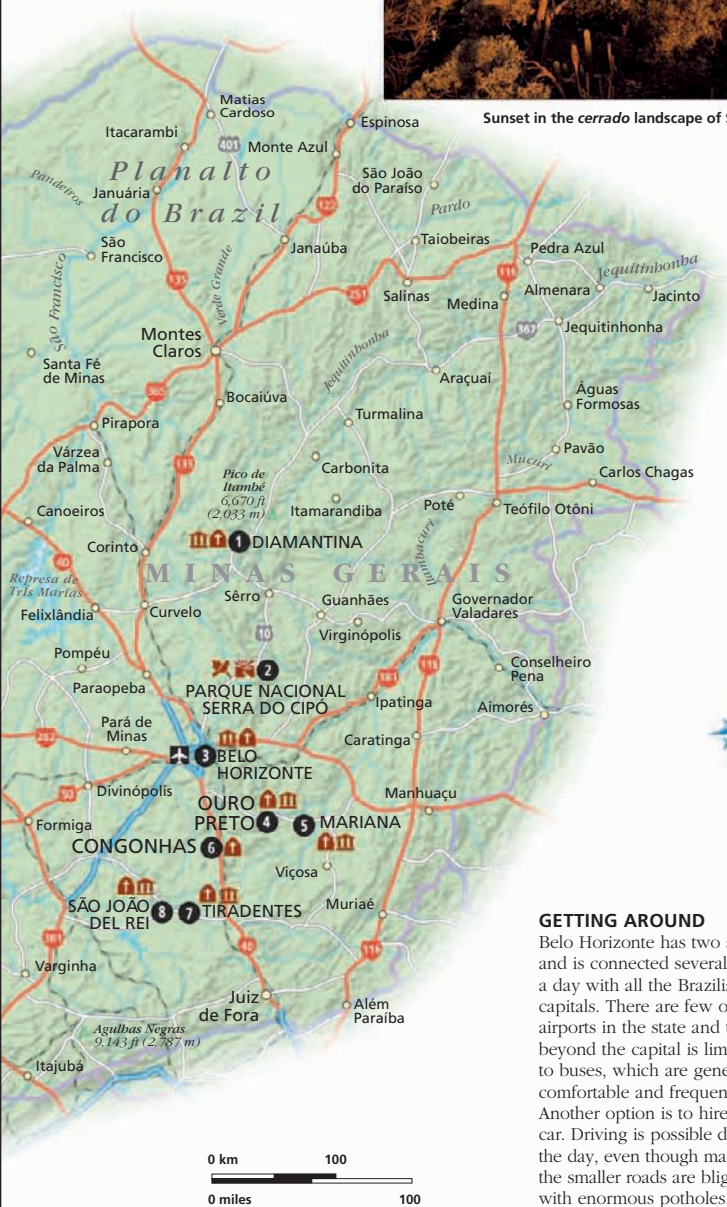 Sunset in the cerrado landscape of
Matias
Cardoso
Espinosa
Itacarambi
401
Monte Azul
Planalto
do Brazil
São João
do Paraíso
Pandeiros
Januária
122
Pardo
São
Francisco
Janaúba
Taiobeiras
Pedra Azul
Jequitinhonha
135
Verde Grande
251
Salinas
116
Medina
Almenara
Jacinto
São Francisco
Montes
Claros
367
Jequitinhonha
Santa Fé
de Minas
Jequitinhonha
Araçuaí
365
Bocaiúva
Águas
Formosas
Pirapora
Turmalina
Várzea
da Palma
135
Carbonita
Pavão
Mucuri
Pico de
Itambé
6,670 ft
(2,033 m)
Carlos Chagas
Itamarandiba
Poté
Teófilo Otôni
Canoeiros
Corinto
1 DIAMANTINA
40
MINAS GERAIS
Represa de
Três Marias
Sêrro
Guanhães
Governador
Valadares
Felixlândia
Curvelo
Virginópolis
10
Pompéu
2
Conselheiro
Pena
Paraopeba
PARQUE NACIONAL
SERRA DO CIPÓ
381
116
Ipatinga
Aimorés
Pará de
Minas
262
Caratinga
3 BELO
HORIZONTE
50
Divinópolis
Manhuaçu
OURO
PRETO 4
5 MARIANA
Formiga
CONGONHAS 6
Viçosa
SÃO JOÃO
DEL REI 8
7 TIRADENTES
Muriaé
381
40
116
Varginha
Juiz
de Fora
Além
Paraíba
Agulhas Negras
9,143 ft (2,787 m)
Itajubá
0 km 100
0 miles 100
GETTING AROUND
Belo Horizonte has two
and is connected several
a day with all the Brazilia
capitals. There are few o
airports in the state and
beyond the capital is lim
to buses, which are gene
comfortable and frequen
Another option is to hire
car. Driving is possible d
the day, even though ma
the smaller roads are blig
with enormous potholes